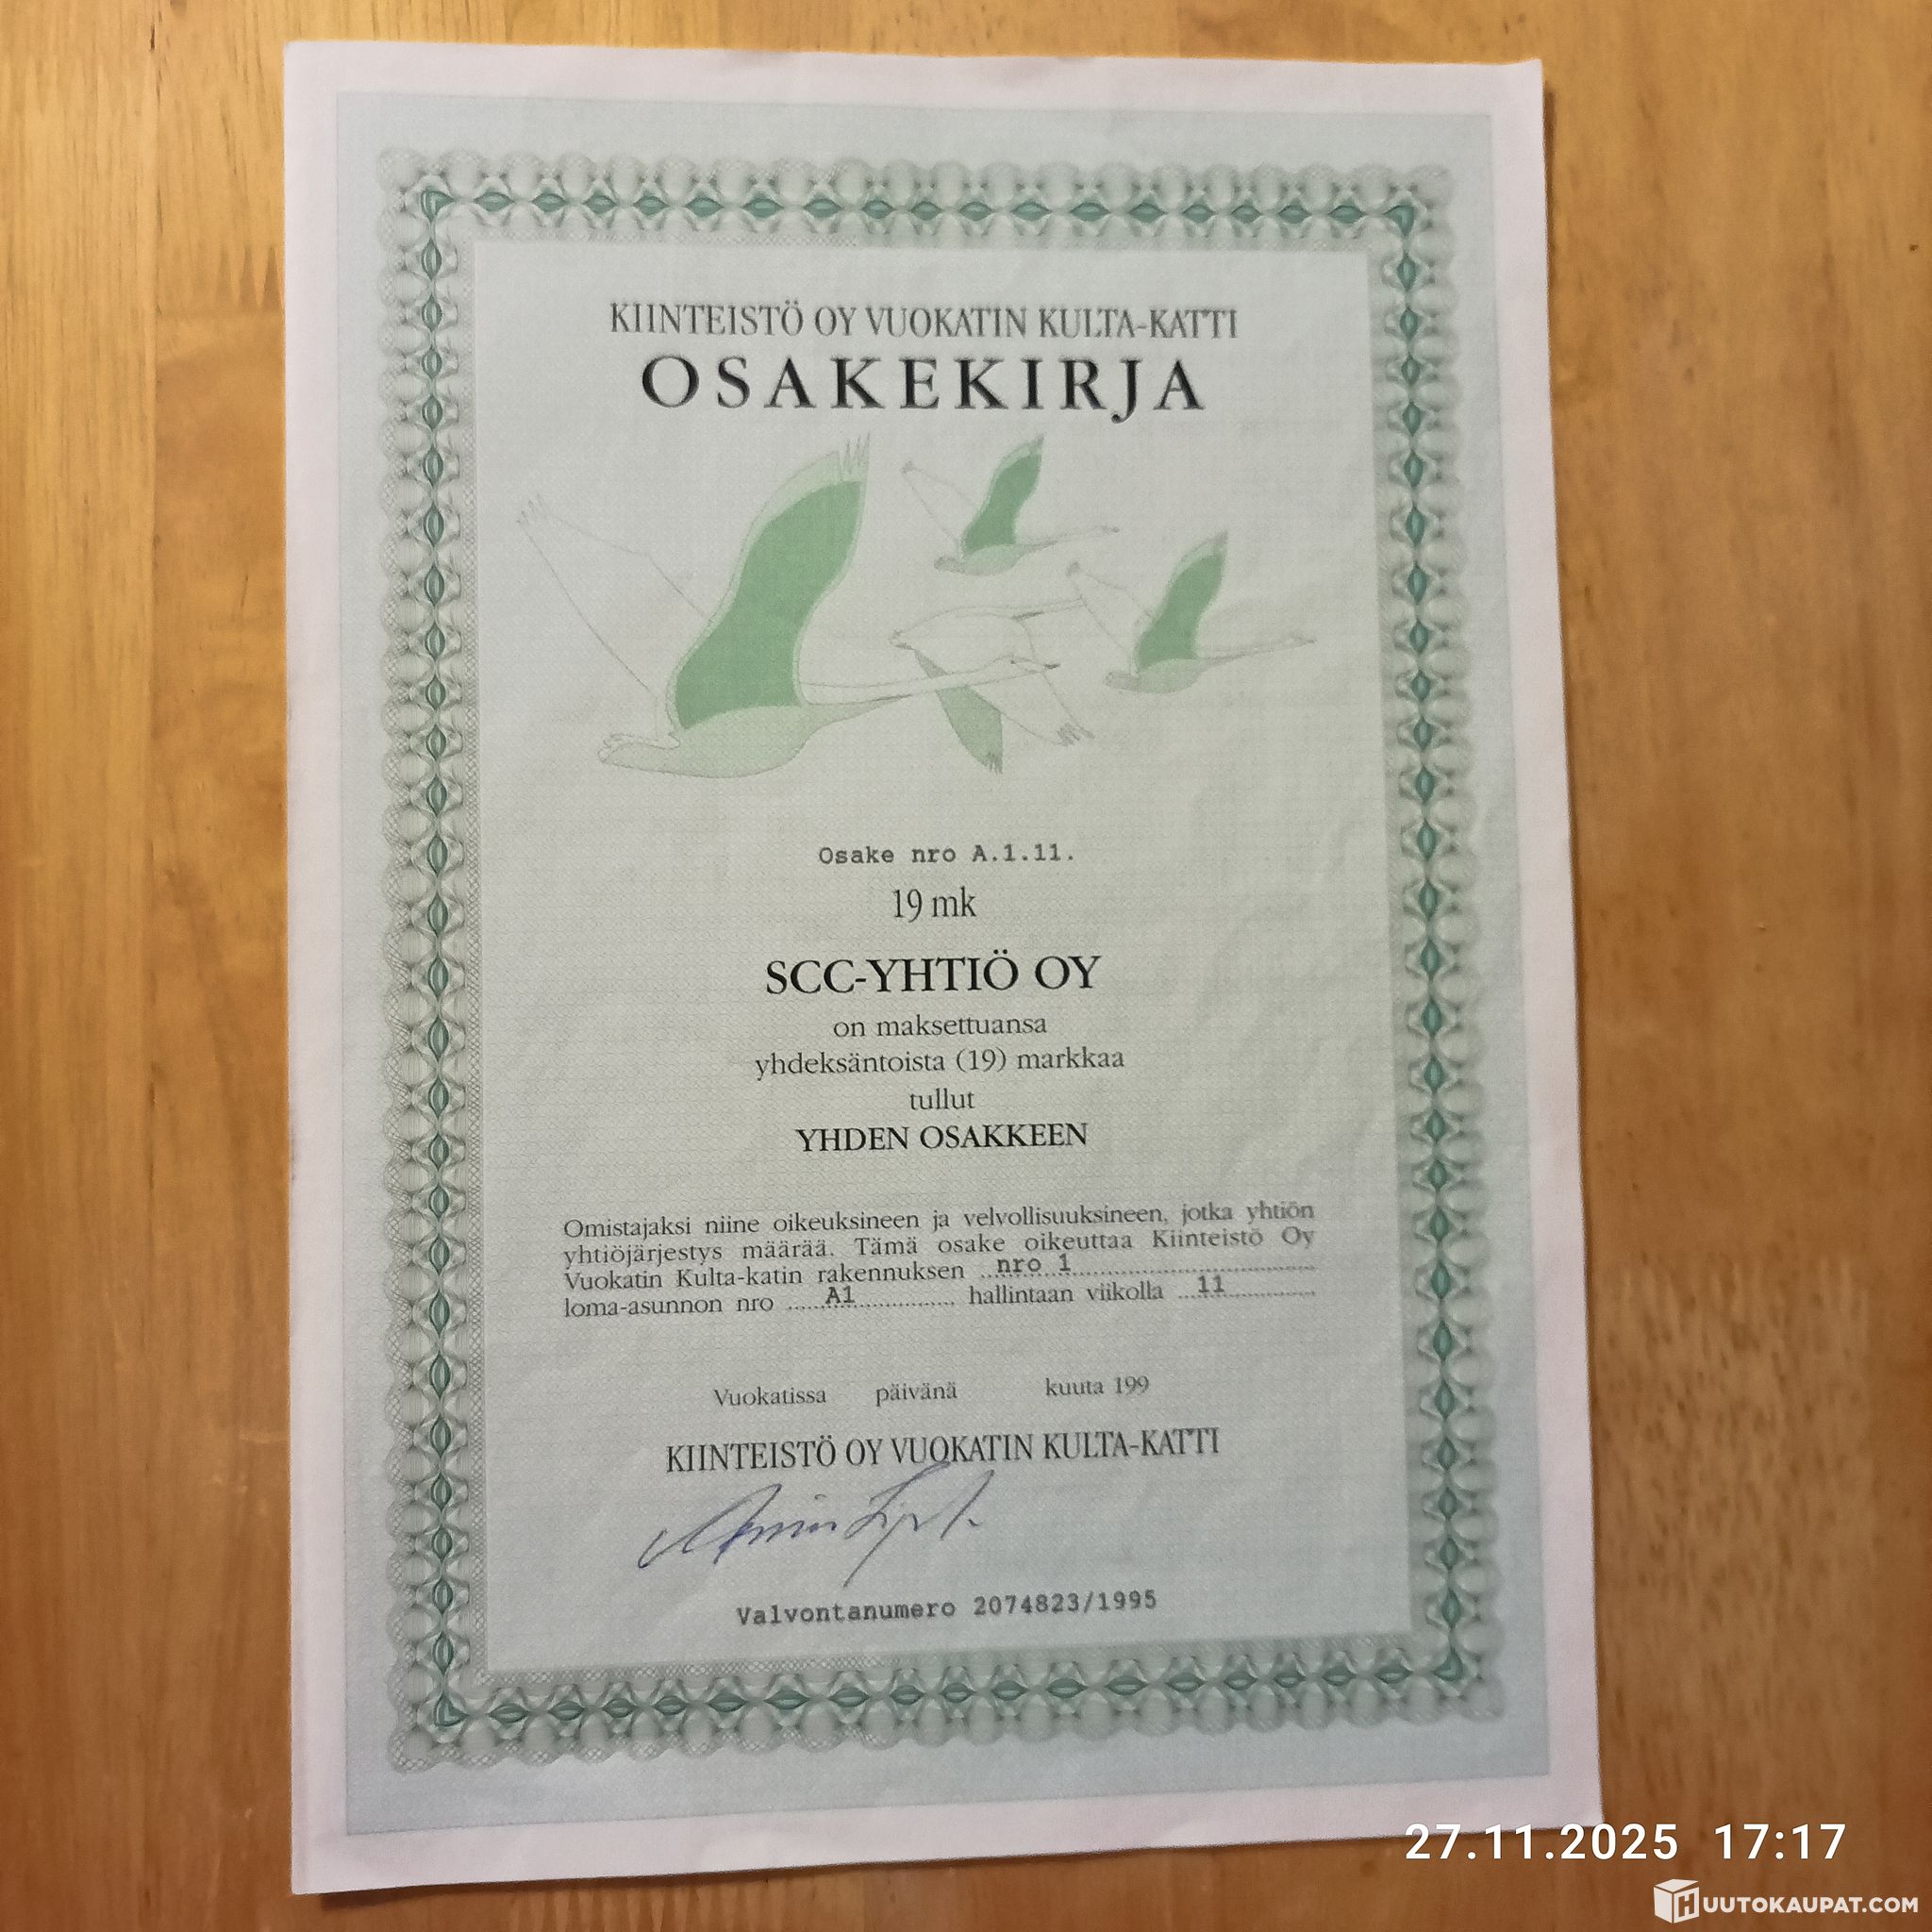 KIINTEISTÖ OY VUOKATIN KULTA-KATTI
OSAKEKIRJA
Osake nro A.1.11.
19 mk
SCC-YHTIÖ OY
on maksettuansa
yhdeksäntoista (19) markkaa
tullut
YHDEN OSAKKEEN
Omistajaksi niine oikeuksineen ja velvollisuuksineen, jotka yhtiön
yhtiöjärjestys määrää. Tämä osake oikeuttaa Kiinteistö Oy
Vuokatin Kulta-katin rakennuksen nro 1
loma-asunnon nro A1 hallintaan viikolla 11
Vuokatissa päivänä kuuta 199
KIINTEISTÖ OY VUOKATIN KULTA-KATTI
Valvontanumero 2074823/1995
27.11.2025 17:17
HUUTOKAUPAT.COM